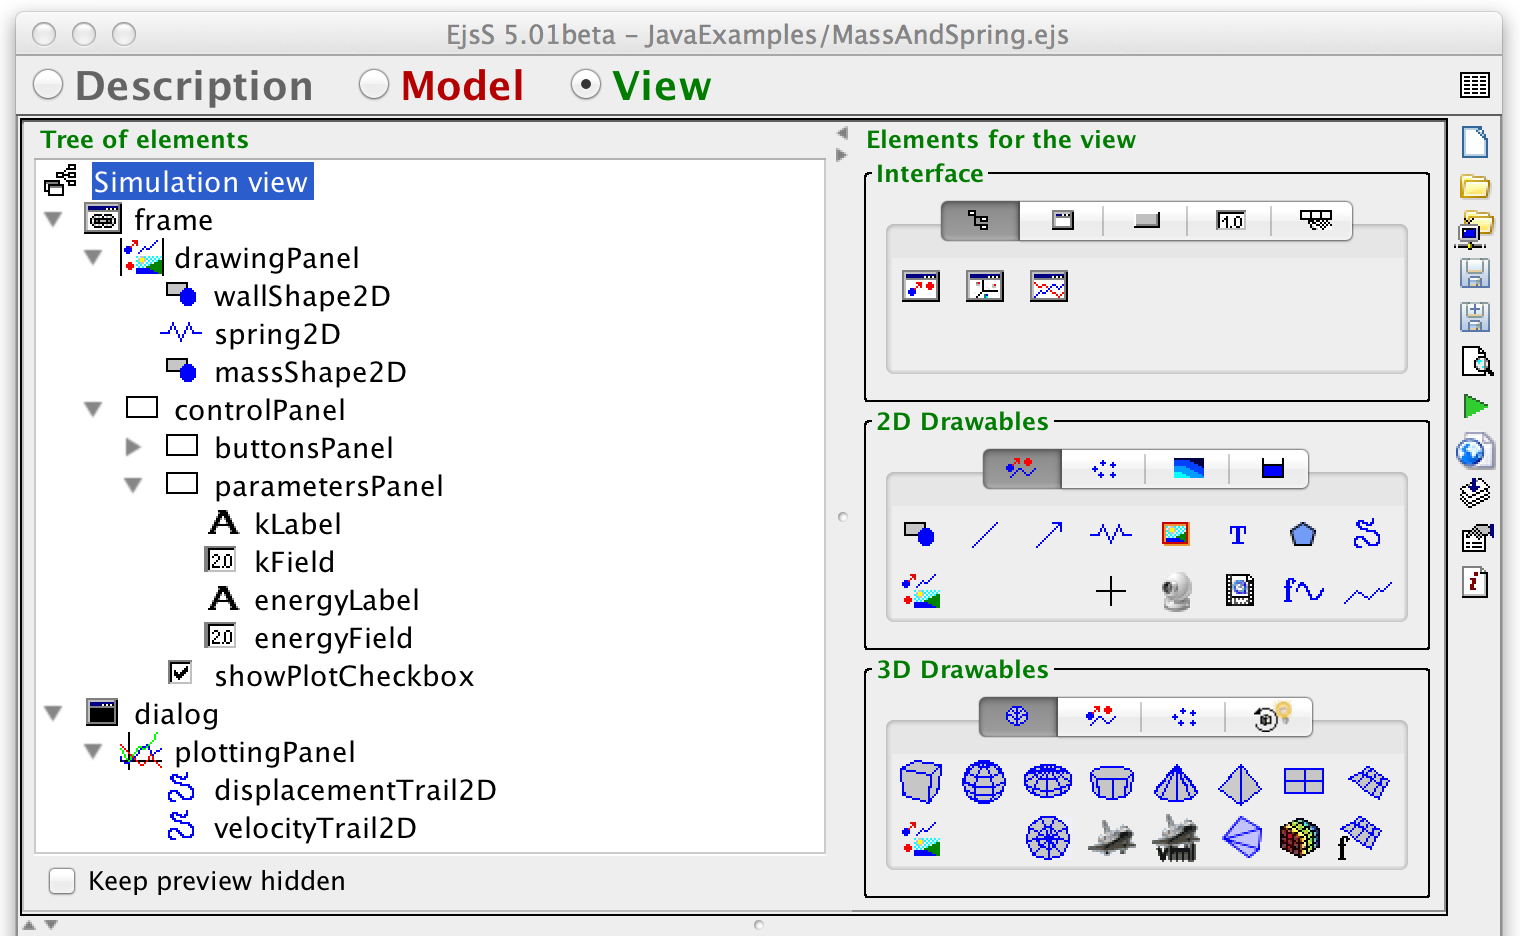 EjsS 5.01beta – JavaExamples/MassAndSpring.ejs
Description Model View
Tree of elements
Simulation view
frame
drawingPanel
wallShape2D
spring2D
massShape2D
controlPanel
buttonsPanel
parametersPanel
A kLabel
2.0 kField
A energyLabel
2.0 energyField
showPlotCheckbox
dialog
plottingPanel
displacementTrail2D
velocityTrail2D
Keep preview hidden
Elements for the view
Interface
1.0
2D Drawables
T
f
3D Drawables
vrml
f
i